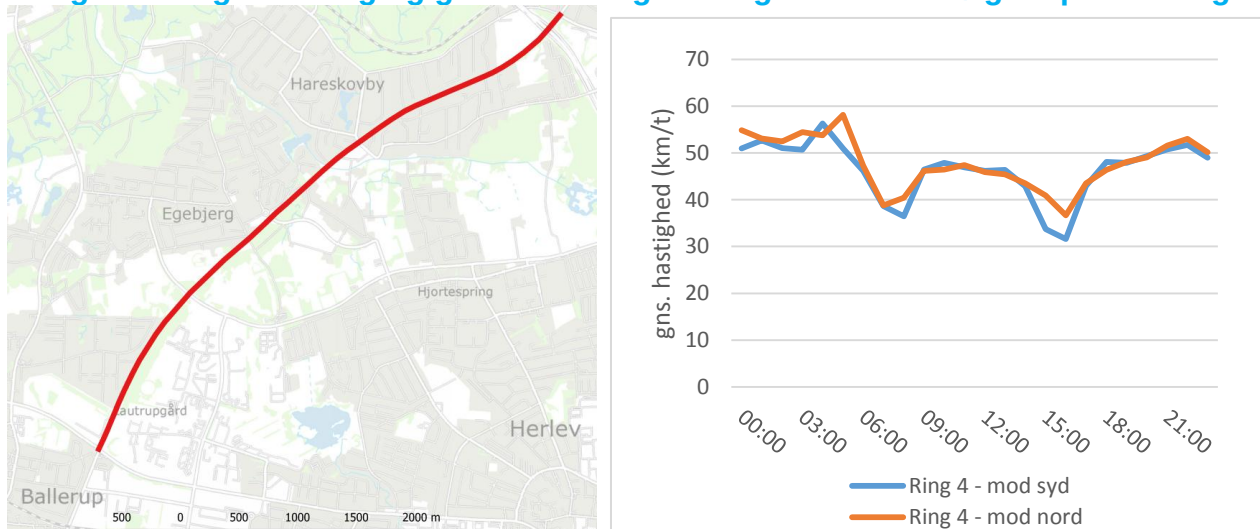 Hareskovby
Egebjerg
Hjortespring
Lautrupgård
Herlev
Ballerup
500 0 500 1000 1500 2000 m
70
60
50
40
30
20
10
0
gns. hastighed (km/t)
00:00 03:00 06:00 09:00 12:00 15:00 18:00 21:00
Ring 4 - mod syd
Ring 4 - mod nord